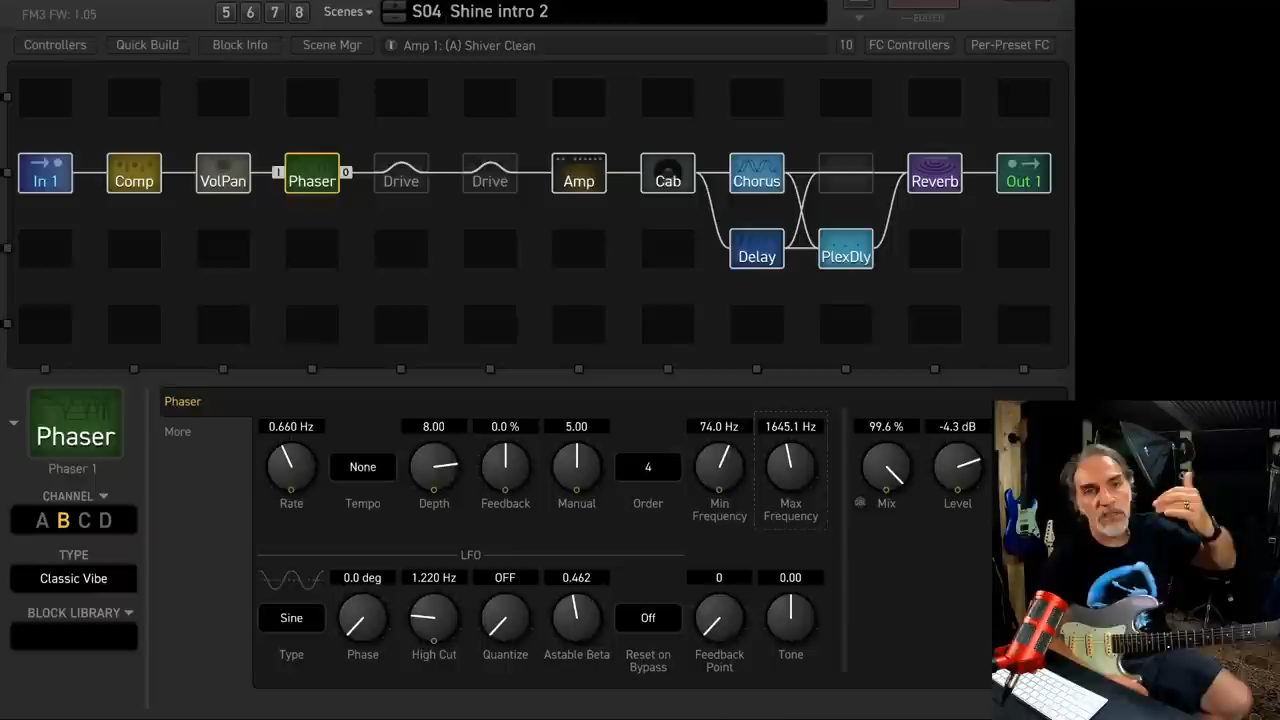 FM3 FW: 1.05
5 6 7 8
Scenes
S04 Shine intro 2
EDITED
Controllers
Quick Build
Block Info
Scene Mgr
Amp 1: (A) Shiver Clean
10
FC Controllers
Per-Preset FC
In 1
Comp
VolPan
I
Phaser
O
Drive
Drive
Amp
Cab
Chorus
Reverb
Out 1
Delay
PlexDly
Phaser
Phaser 1
CHANNEL
A B C D
TYPE
Classic Vibe
BLOCK LIBRARY
Phaser
More
0.660 Hz
8.00
0.0 %
5.00
74.0 Hz
1645.1 Hz
99.6 %
-4.3 dB
None
4
Rate
Tempo
Depth
Feedback
Manual
Order
Min Frequency
Max Frequency
Mix
Level
LFO
0.0 deg
1.220 Hz
OFF
0.462
0
0.00
Sine
Off
Type
Phase
High Cut
Quantize
Astable Beta
Reset on Bypass
Feedback Point
Tone